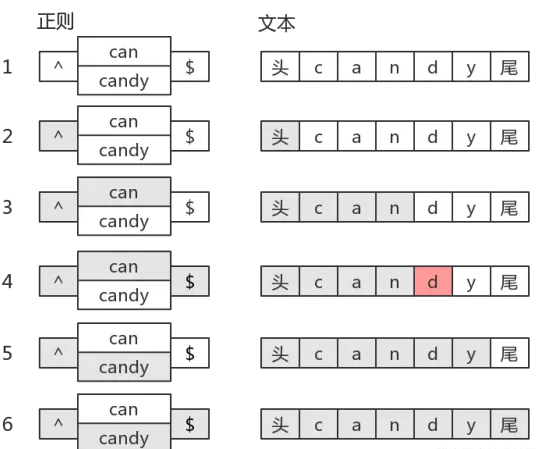 正则 文本
can
1 ^ $ 头 c a n d y 尾
candy
can
2 ^ $ 头 c a n d y 尾
candy
can
3 ^ $ 头 c a n d y 尾
candy
can
4 ^ $ 头 c a n d y 尾
candy
can
5 ^ $ 头 c a n d y 尾
candy
can
6 ^ $ 头 c a n d y 尾
candy